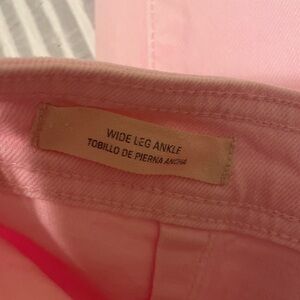 WIDE LEG ANKLE
TOBILLO DE PIERNA ANCHA